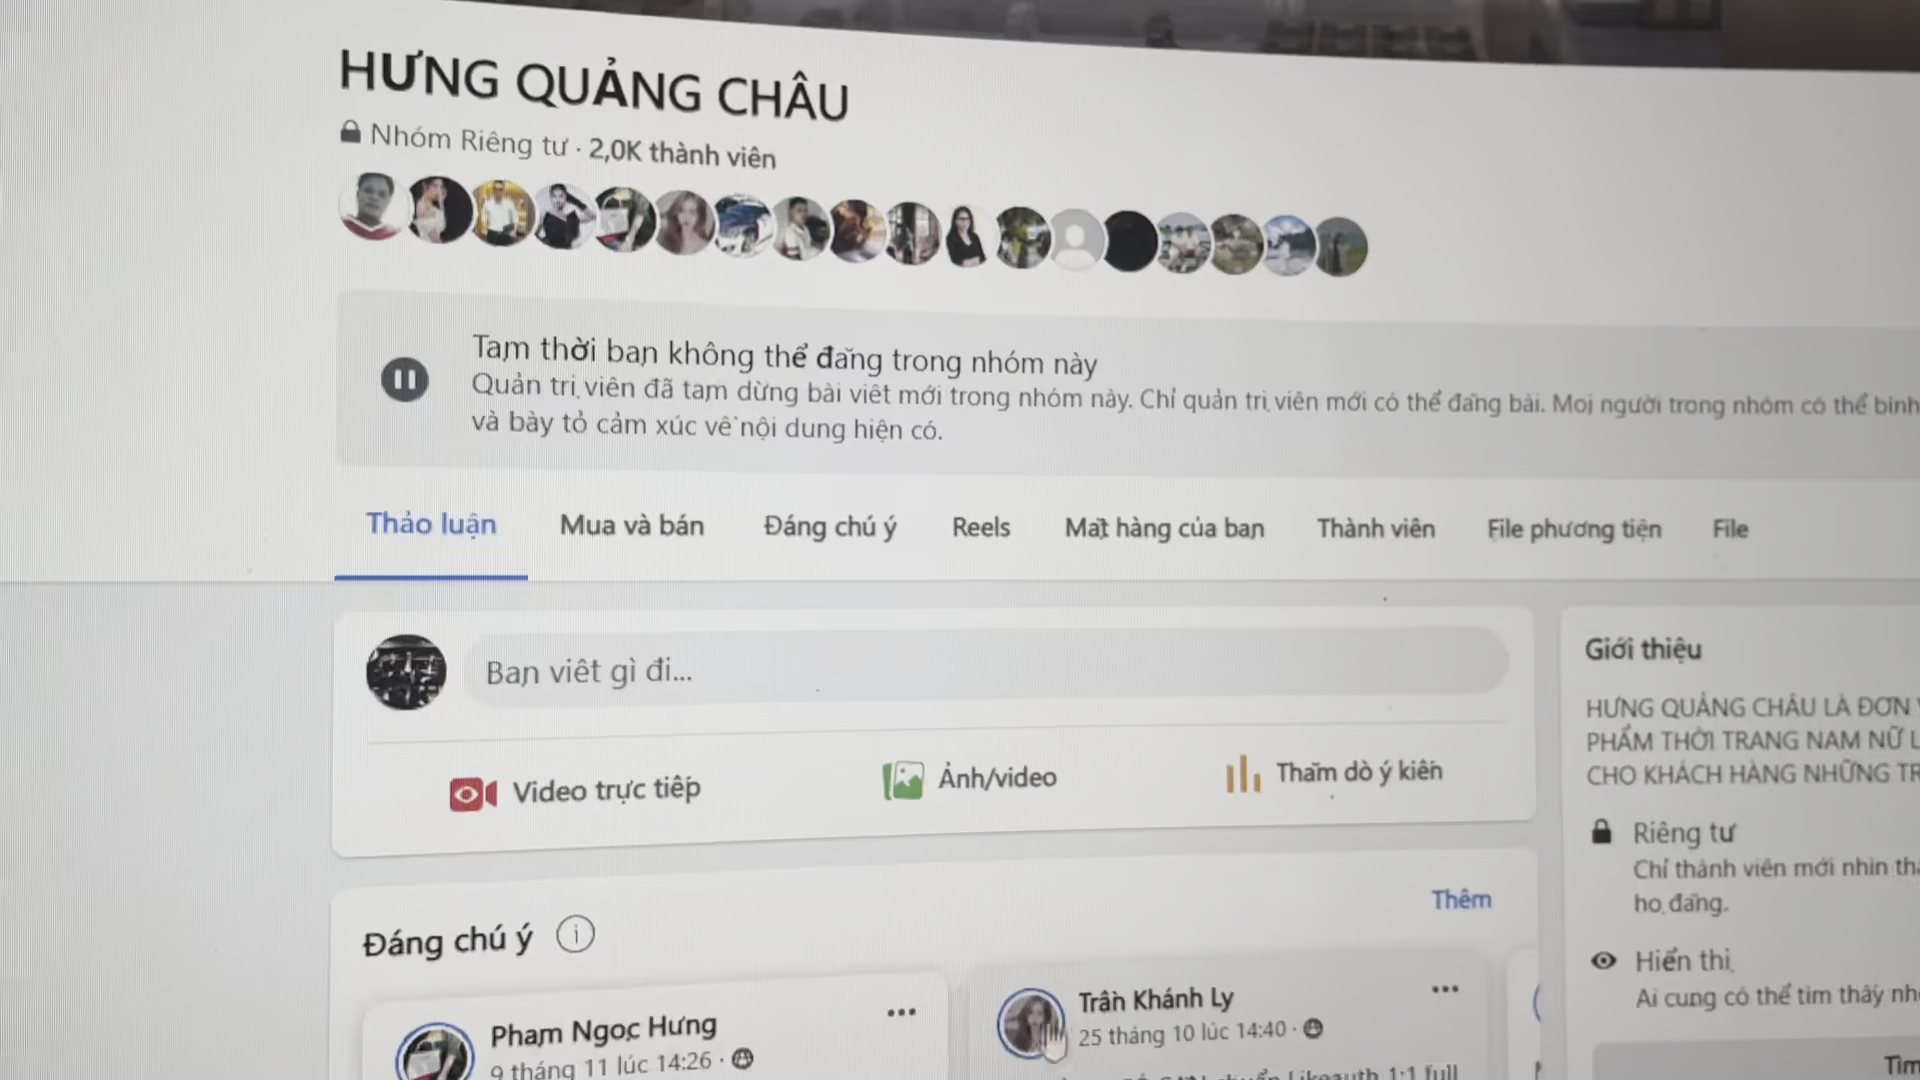 HƯNG QUẢNG CHÂU
Nhóm Riêng tư · 2,0K thành viên
Tạm thời bạn không thể đăng trong nhóm này
Quản trị viên đã tạm dừng bài viết mới trong nhóm này. Chỉ quản trị viên mới có thể đăng bài. Mọi người trong nhóm có thể bình
và bày tỏ cảm xúc về nội dung hiện có.
Thảo luận
Mua và bán
Đáng chú ý
Reels
Mặt hàng của bạn
Thành viên
File phương tiện
File
Bạn viết gì đi...
Video trực tiếp
Ảnh/video
Thăm dò ý kiến
Giới thiệu
HƯNG QUẢNG CHÂU LÀ ĐƠN
PHẨM THỜI TRANG NAM NỮ
CHO KHÁCH HÀNG NHỮNG
Riêng tư
Chỉ thành viên mới nhìn
họ đăng.
Hiển thị
Ai cũng có thể tìm thấy
Đáng chú ý
Thêm
Phạm Ngọc Hưng
9 tháng 11 lúc 14:26 ·
Trần Khánh Ly
25 tháng 10 lúc 14:40 ·
1:1 full
Tìm